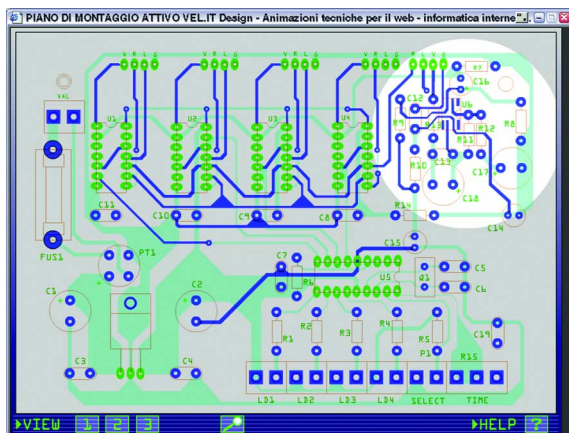 PIANO DI MONTAGGIO ATTIVO VEL.IT Design - Animazioni tecniche per il web - informatica interne
V R L G V R L G V R L G V R L G R L V G
VAL
U1 U2 U3 U4
R7
C16
C12
U6
R9
R13
R12
R11
R8
R10
C13
C17
C18
C11 C10 C9 C8 R14
C14
FUS1
PT1
C15
C7
R6
U5
Q1
C5
C6
C1
C2
R1 R2 R3 R4 R5
C19
C3 C4
P1
R15
LD1 LD2 LD3 LD4 SELECT TIME
VIEW 1 2 3 HELP ?